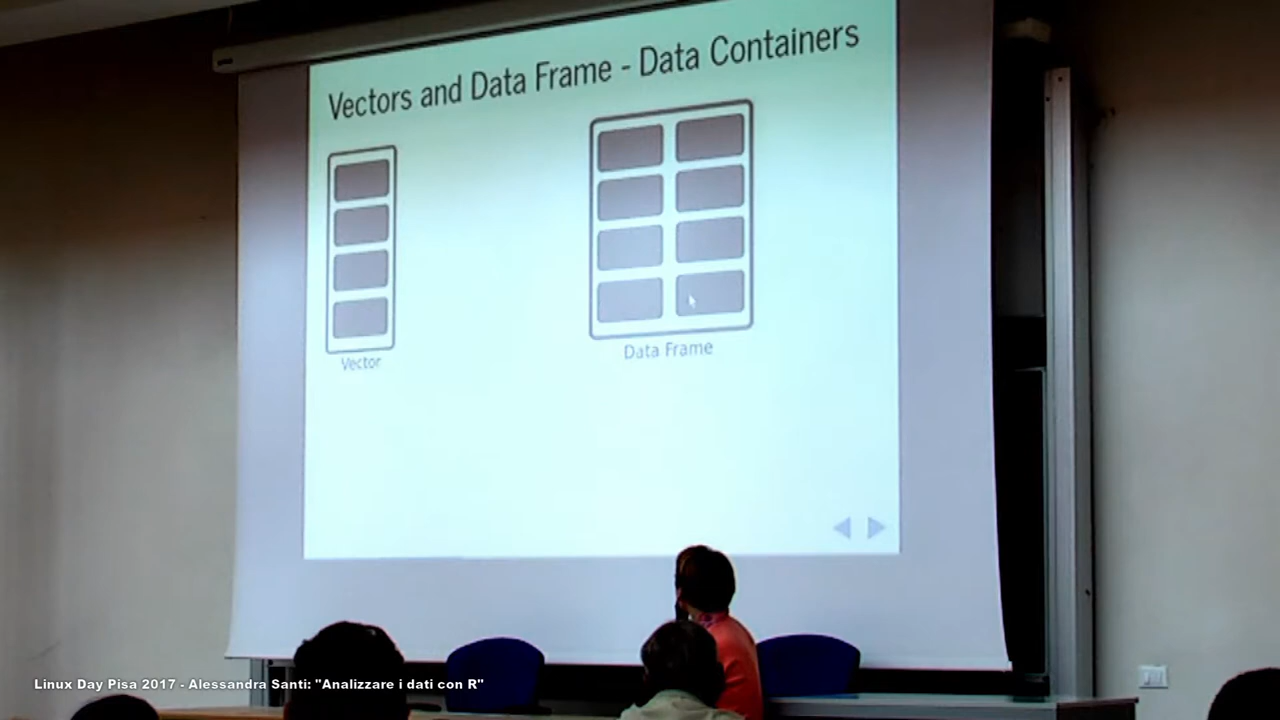 Vectors and Data Frame - Data Containers
Vector
Data Frame
Linux Day Pisa 2017 - Alessandra Santi: "Analizzare i dati con R"